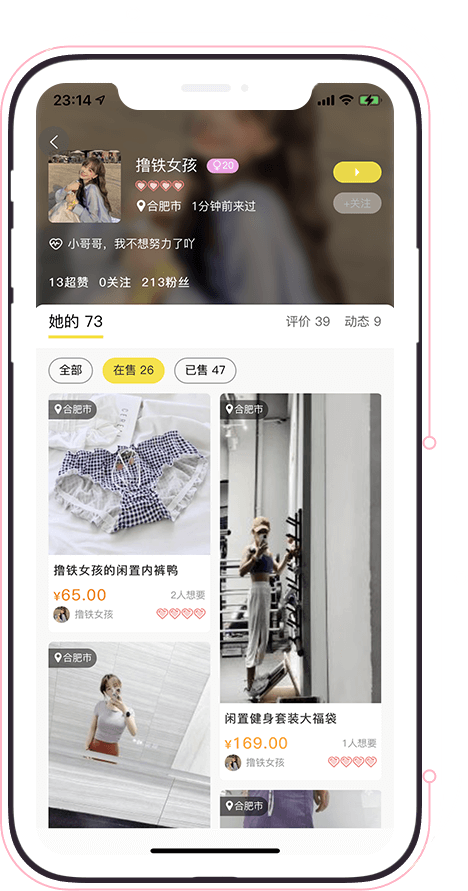 23:14
撸铁女孩 20
合肥市 1分钟前来过
+关注
小哥哥，我不想努力了吖
13超赞 0关注 213粉丝
她的 73 评价 39 动态 9
全部 在售 26 已售 47
合肥市
合肥市
撸铁女孩的闲置内裤鸭
¥65.00 2人想要
撸铁女孩
合肥市
闲置健身套装大福袋
¥169.00 1人想要
撸铁女孩
合肥市